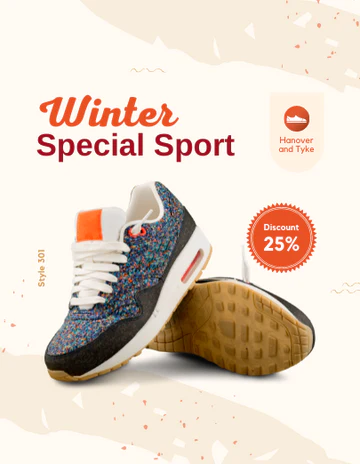 Winter
Special Sport
Hanover
and Tyke
Discount
25%
Style 301